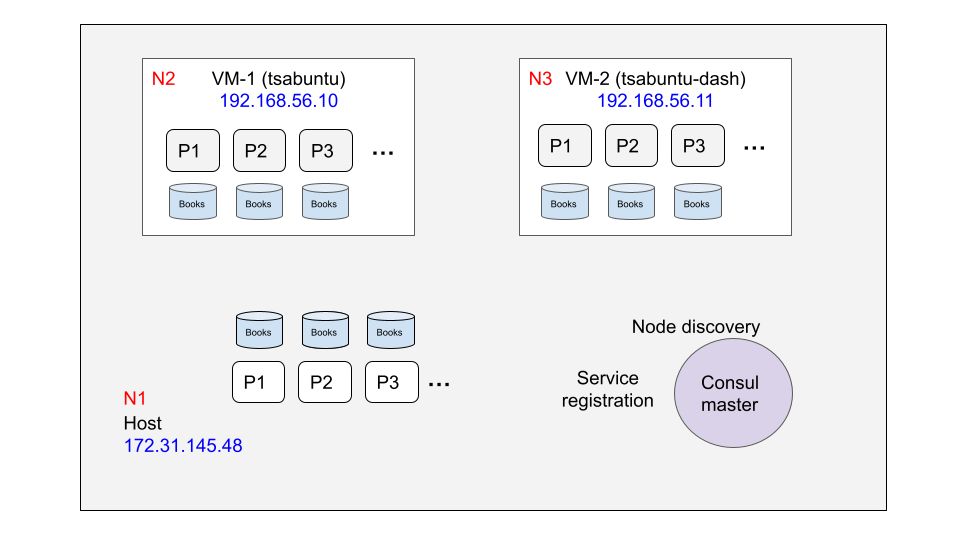 N2 VM-1 (tsabuntu)
192.168.56.10
P1 P2 P3 ...
Books Books Books
N3 VM-2 (tsabuntu-dash)
192.168.56.11
P1 P2 P3 ...
Books Books Books
Books Books Books
P1 P2 P3 ...
N1
Host
172.31.145.48
Node discovery
Service
registration
Consul
master